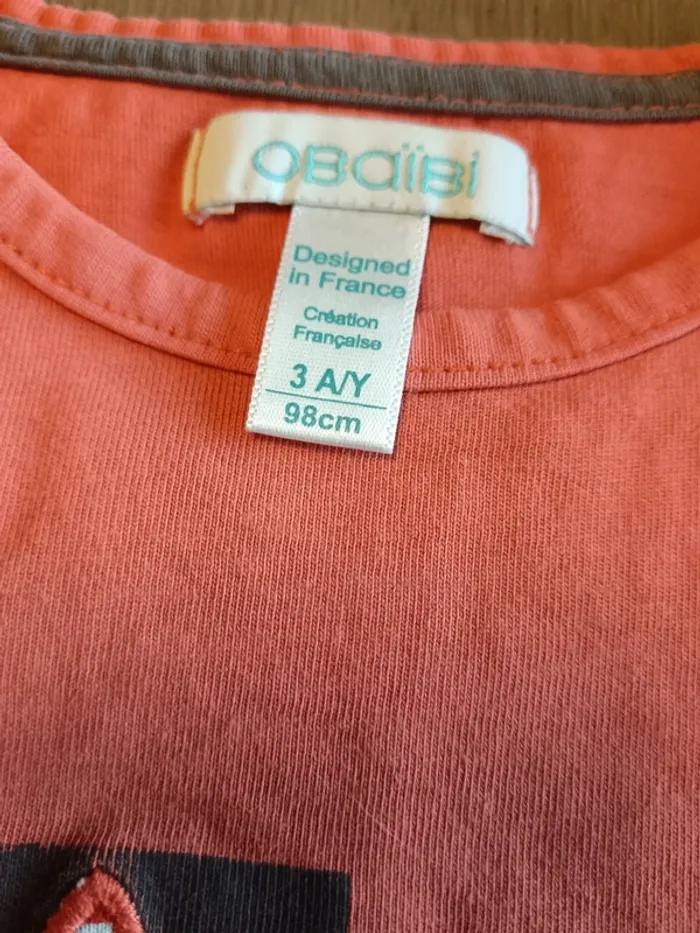 OBaïBi
Designed
in France
Création
Française
3 A/Y
98cm